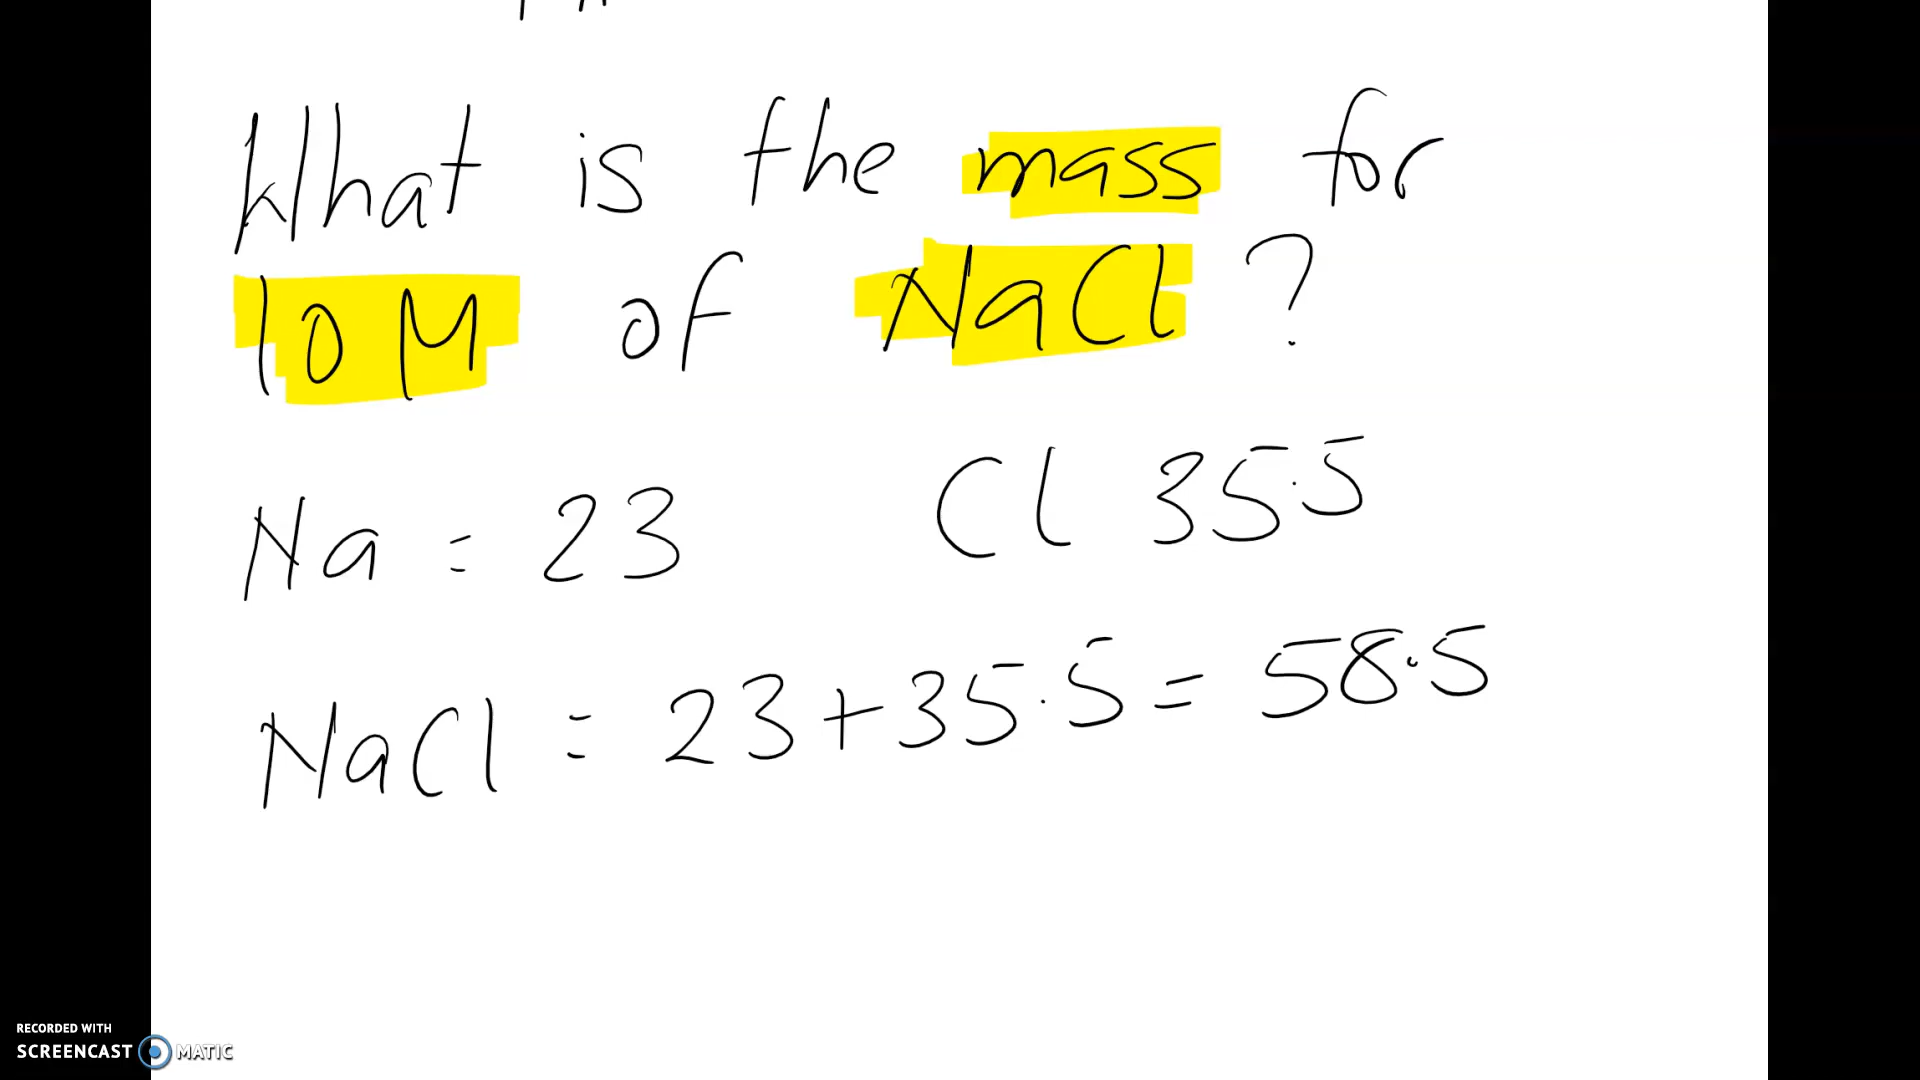 What is the mass for
10 M of NaCl ?
Na = 23 Cl 35.5
NaCl = 23+35.5 = 58.5
RECORDED WITH
SCREENCAST MATIC